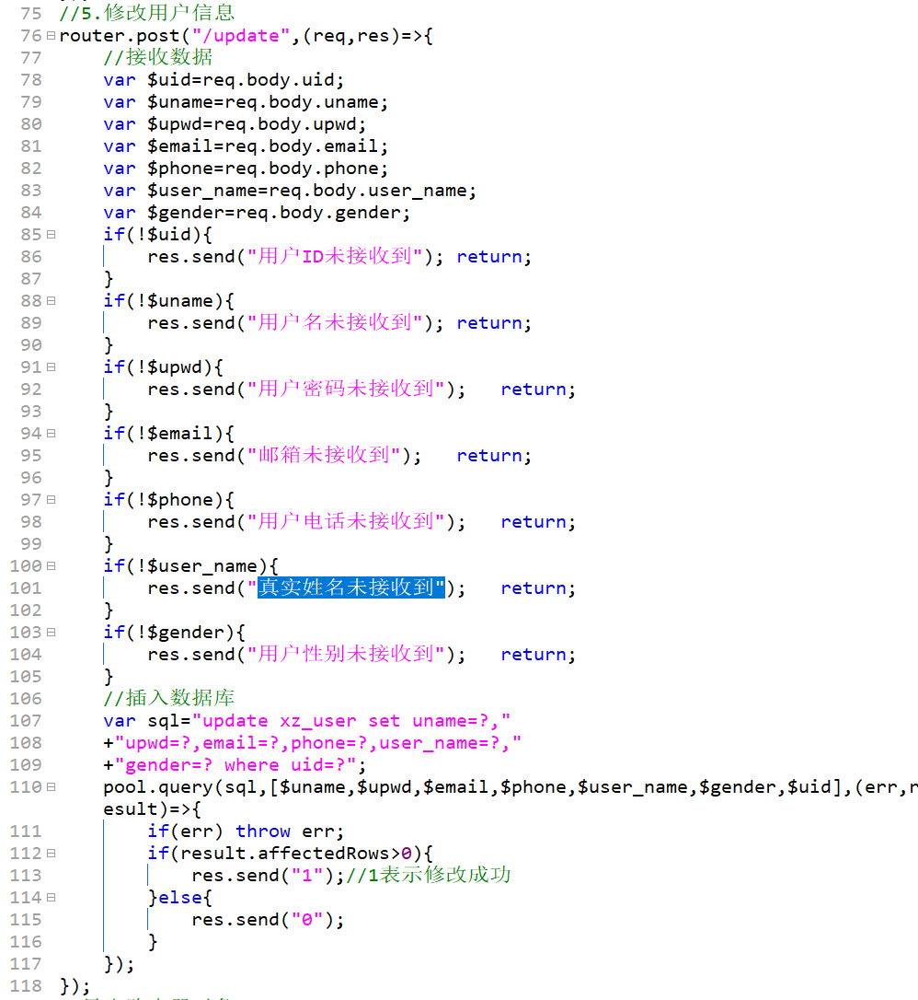 75 //5.修改用户信息
76 router.post("/update",(req,res)=>{
77 //接收数据
78 var $uid=req.body.uid;
79 var $uname=req.body.uname;
80 var $upwd=req.body.upwd;
81 var $email=req.body.email;
82 var $phone=req.body.phone;
83 var $user_name=req.body.user_name;
84 var $gender=req.body.gender;
85 if(!$uid){
86 res.send("用户ID未接收到"); return;
87 }
88 if(!$uname){
89 res.send("用户名未接收到"); return;
90 }
91 if(!$upwd){
92 res.send("用户密码未接收到"); return;
93 }
94 if(!$email){
95 res.send("邮箱未接收到"); return;
96 }
97 if(!$phone){
98 res.send("用户电话未接收到"); return;
99 }
100 if(!$user_name){
101 res.send("真实姓名未接收到"); return;
102 }
103 if(!$gender){
104 res.send("用户性别未接收到"); return;
105 }
106 //插入数据库
107 var sql="update xz_user set uname=?,"
108 +"upwd=?,email=?,phone=?,user_name=?,"
109 +"gender=? where uid=?";
110 pool.query(sql,[$uname,$upwd,$email,$phone,$user_name,$gender,$uid],(err,r
esult)=>{
111 if(err) throw err;
112 if(result.affectedRows>0){
113 res.send("1");//1表示修改成功
114 }else{
115 res.send("0");
116 }
117 });
118 });